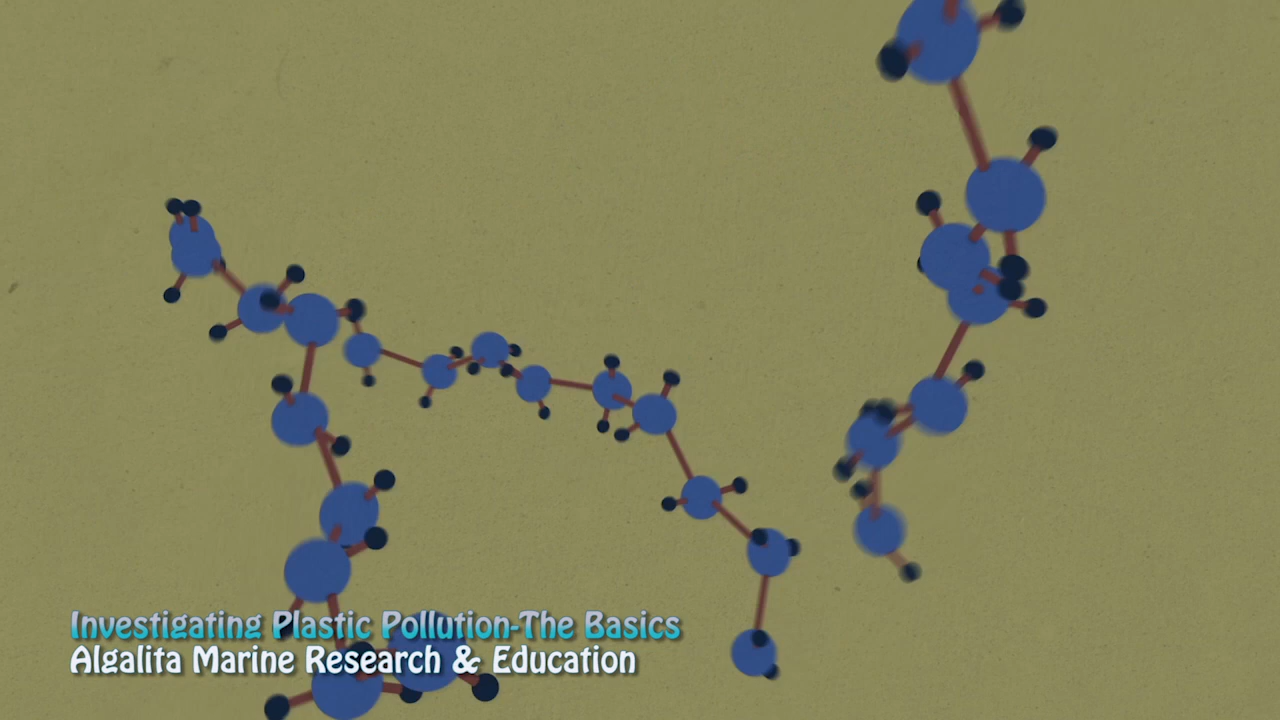 Investigating Plastic Pollution-The Basics
Algalita Marine Research & Education